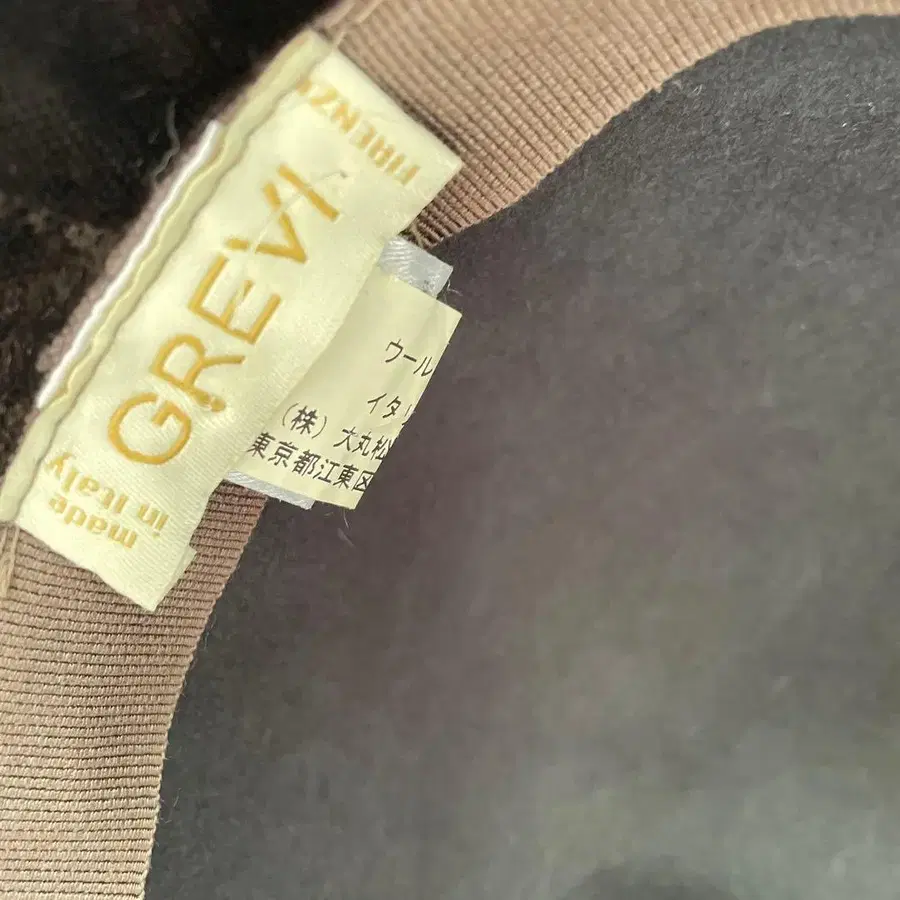 FIRENZE
GREVI
made
in Italy
ウール
イタリ
(株) 大丸松
東京都江東区